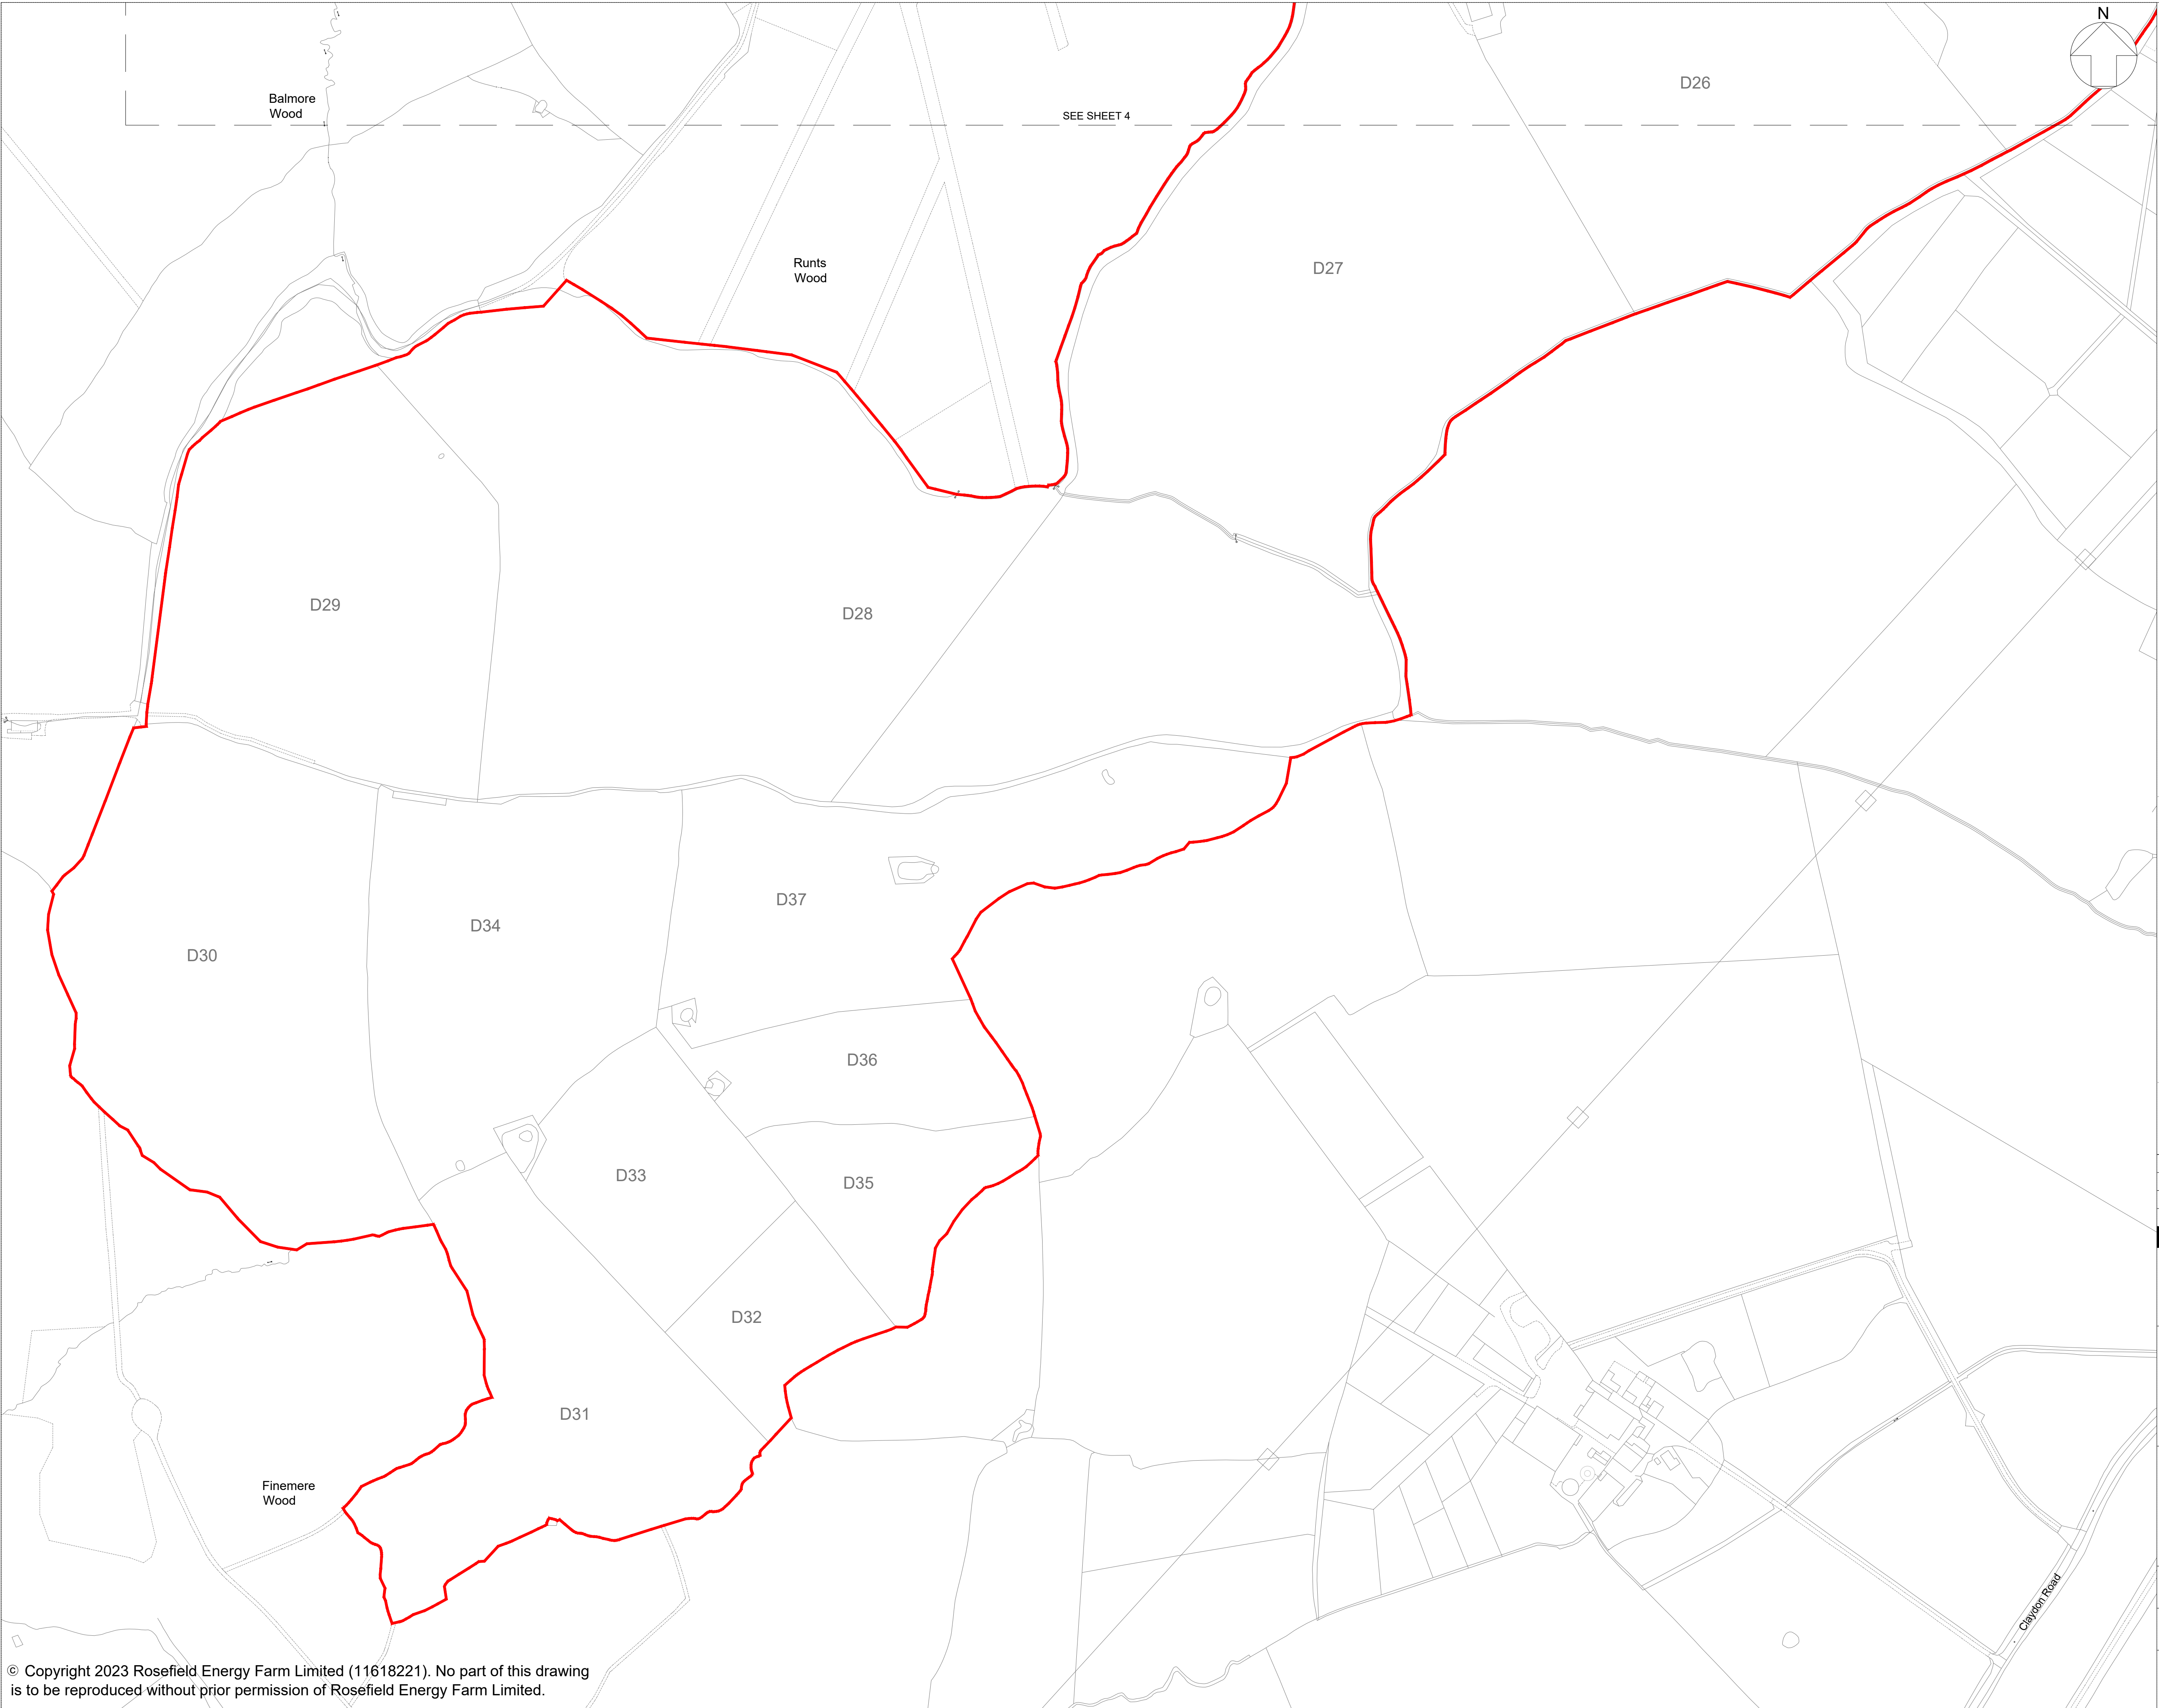 N
D26
Balmore
Wood
SEE SHEET 4
Runts
Wood
D27
D29
D28
D37
D34
D30
D36
D33
D35
D32
D31
Finemere
Wood
Claydon Road
© Copyright 2023 Rosefield Energy Farm Limited (11618221). No part of this drawing
is to be reproduced without prior permission of Rosefield Energy Farm Limited.